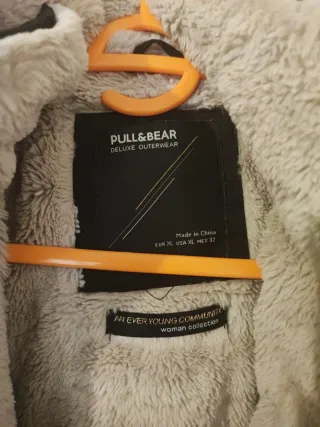 PULL&BEAR
DELUXE OUTERWEAR
Made in China
EUR XL USA XL MEX 32
AN EVER YOUNG COMMUNITY
woman collection